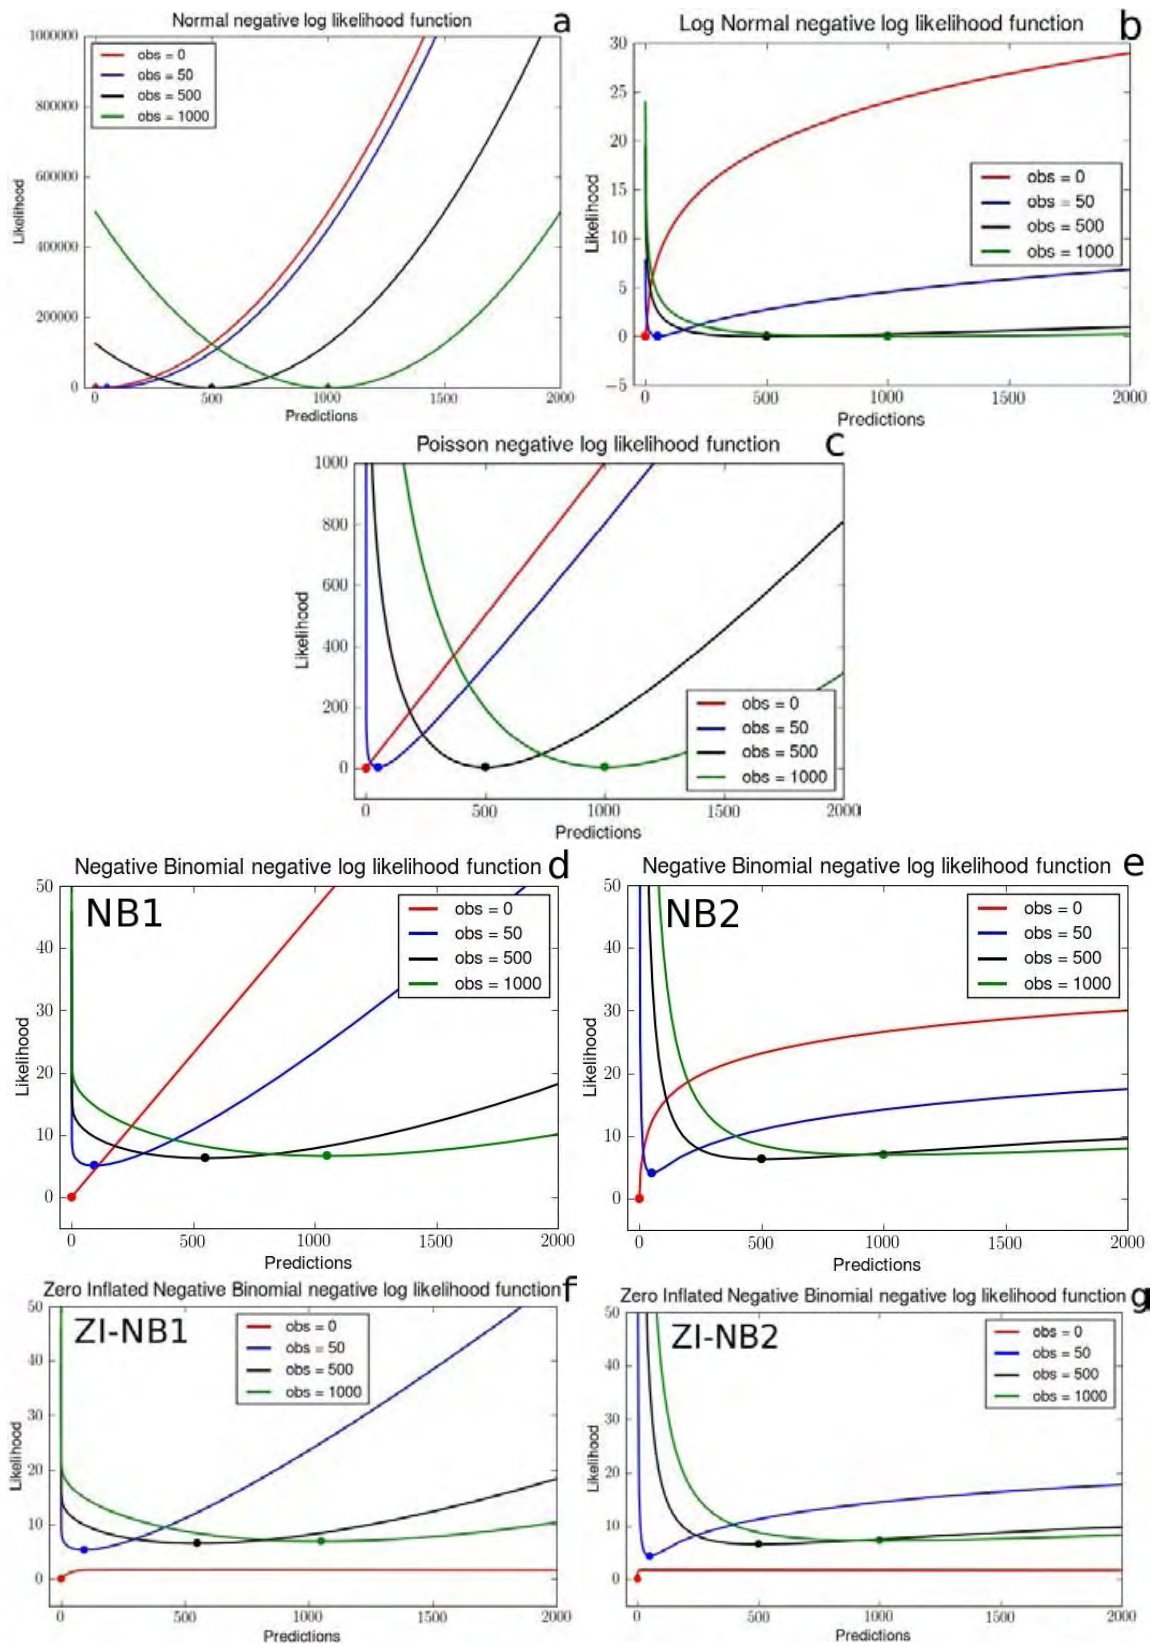 Normal negative log likelihood function a
1000000
800000
600000
400000
200000
0
Likelihood
obs = 0
obs = 50
obs = 500
obs = 1000
0 500 1000 1500 2000
Predictions
Log Normal negative log likelihood function b
30
25
20
15
10
5
0
−5
Likelihood
obs = 0
obs = 50
obs = 500
obs = 1000
0 500 1000 1500 2000
Predictions
Poisson negative log likelihood function c
1000
800
600
400
200
0
Likelihood
obs = 0
obs = 50
obs = 500
obs = 1000
0 500 1000 1500 2000
Predictions
Negative Binomial negative log likelihood function d
NB1
50
40
30
20
10
0
Likelihood
obs = 0
obs = 50
obs = 500
obs = 1000
0 500 1000 1500 2000
Predictions
Negative Binomial negative log likelihood function e
NB2
50
40
30
20
10
0
Likelihood
obs = 0
obs = 50
obs = 500
obs = 1000
0 500 1000 1500 2000
Predictions
Zero Inflated Negative Binomial negative log likelihood function f
ZI-NB1
50
40
30
20
10
0
Likelihood
obs = 0
obs = 50
obs = 500
obs = 1000
0 500 1000 1500 2000
Predictions
Zero Inflated Negative Binomial negative log likelihood function g
ZI-NB2
50
40
30
20
10
0
Likelihood
obs = 0
obs = 50
obs = 500
obs = 1000
0 500 1000 1500 2000
Predictions